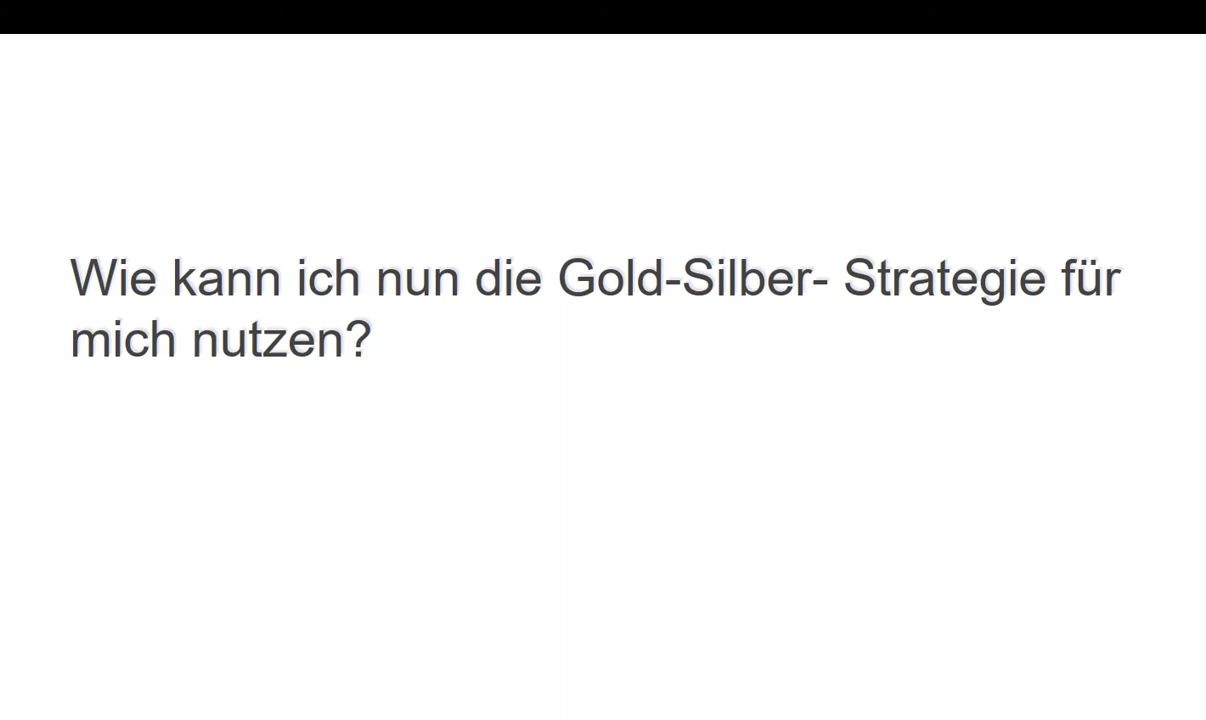 Wie kann ich nun die Gold-Silber- Strategie für
mich nutzen?